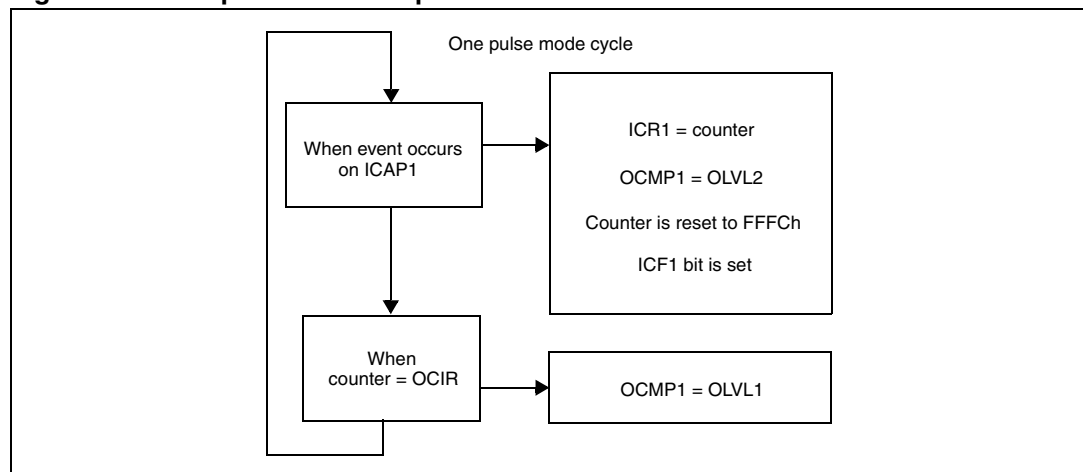 One pulse mode cycle
When event occurs
on ICAP1
ICR1 = counter
OCMP1 = OLVL2
Counter is reset to FFFCh
ICF1 bit is set
When
counter = OCIR
OCMP1 = OLVL1